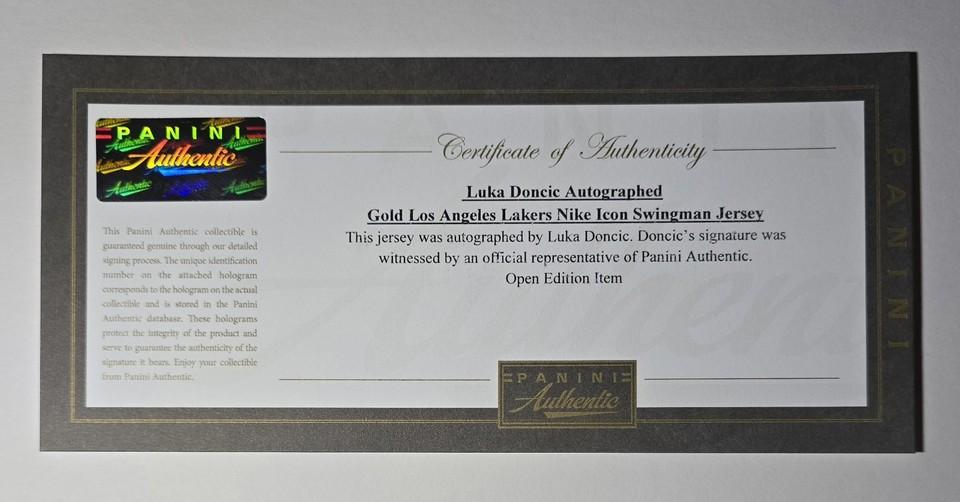 PANINI
Authentic
Certificate of Authenticity
Luka Doncic Autographed
Gold Los Angeles Lakers Nike Icon Swingman Jersey
This jersey was autographed by Luka Doncic. Doncic's signature was
witnessed by an official representative of Panini Authentic.
Open Edition Item
This Panini Authentic collectible is
guaranteed genuine through our detailed
signing process. The unique identification
number on the attached hologram
corresponds to the hologram on the actual
collectible and is stored in the Panini
Authentic database. These holograms
protect the integrity of the product and
serve to guarantee the authenticity of the
signature it bears. Enjoy your collectible
from Panini Authentic.
PANINI
Authentic
PANINI